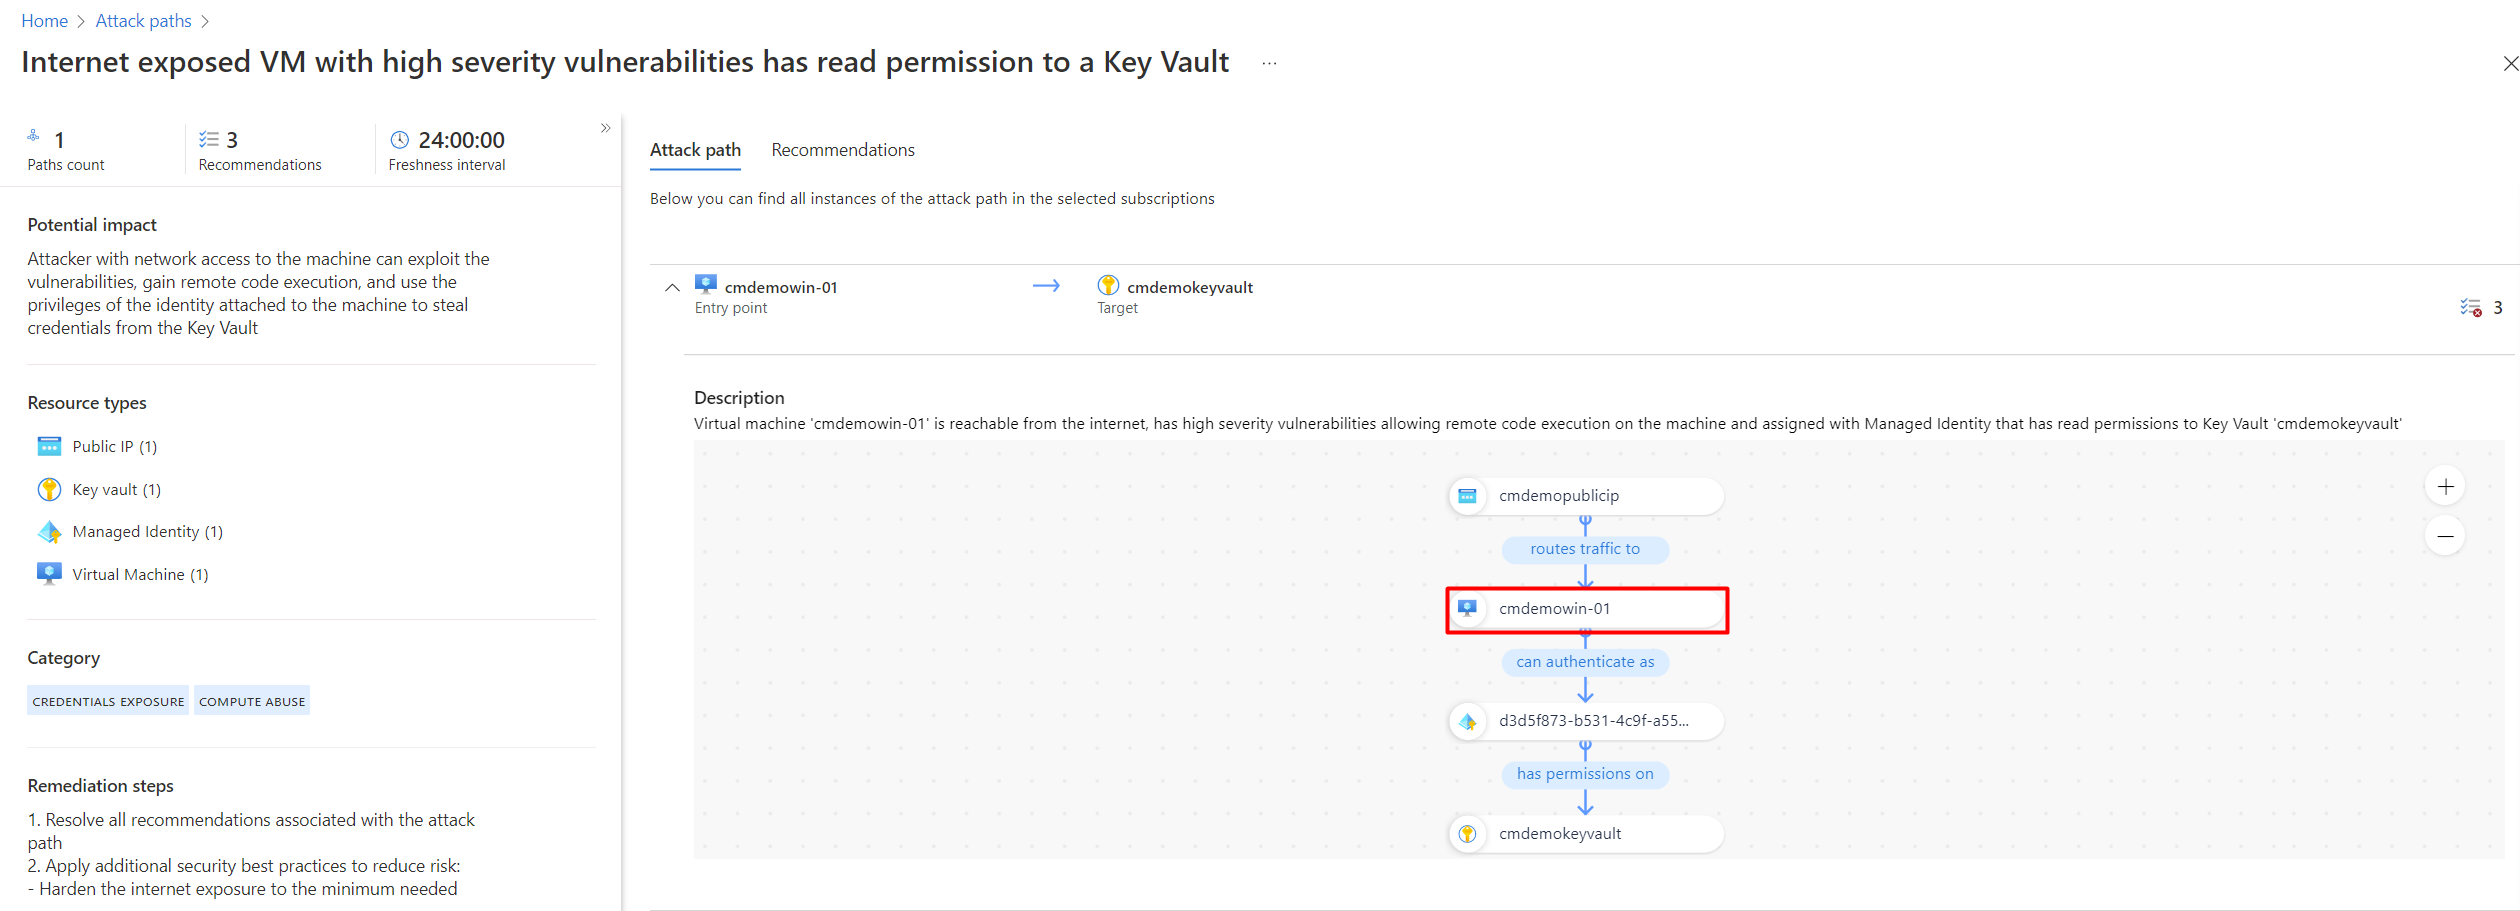 Home > Attack paths >
Internet exposed VM with high severity vulnerabilities has read permission to a Key Vault ...
1
Paths count
3
Recommendations
24:00:00
Freshness interval
Potential impact
Attacker with network access to the machine can exploit the
vulnerabilities, gain remote code execution, and use the
privileges of the identity attached to the machine to steal
credentials from the Key Vault
Resource types
Public IP (1)
Key vault (1)
Managed Identity (1)
Virtual Machine (1)
Category
CREDENTIALS EXPOSURE
COMPUTE ABUSE
Remediation steps
1. Resolve all recommendations associated with the attack
path
2. Apply additional security best practices to reduce risk:
- Harden the internet exposure to the minimum needed
Attack path
Recommendations
Below you can find all instances of the attack path in the selected subscriptions
cmdemowin-01
Entry point
cmdemokeyvault
Target
3
Description
Virtual machine 'cmdemowin-01' is reachable from the internet, has high severity vulnerabilities allowing remote code execution on the machine and assigned with Managed Identity that has read permissions to Key Vault 'cmdemokeyvault'
cmdemopublicip
routes traffic to
cmdemowin-01
can authenticate as
d3d5f873-b531-4c9f-a55...
has permissions on
cmdemokeyvault